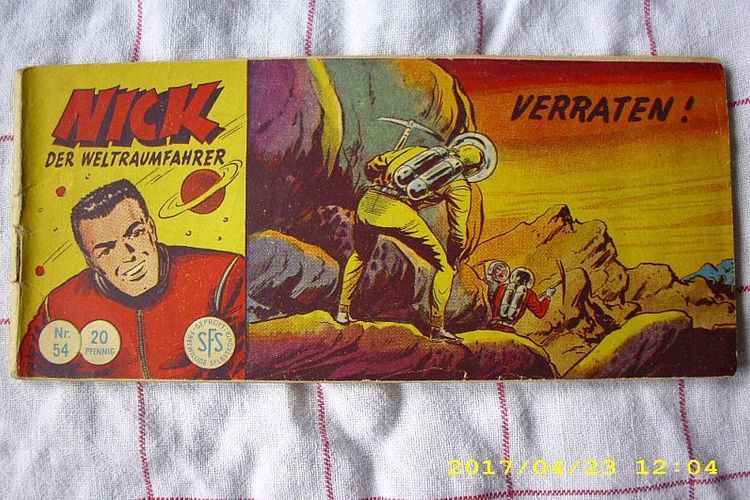 NICK
DER WELTRAUMFAHRER
VERRATEN!
Nr.
54
20
PFENNIG
SFS
2017/04/23 12:04